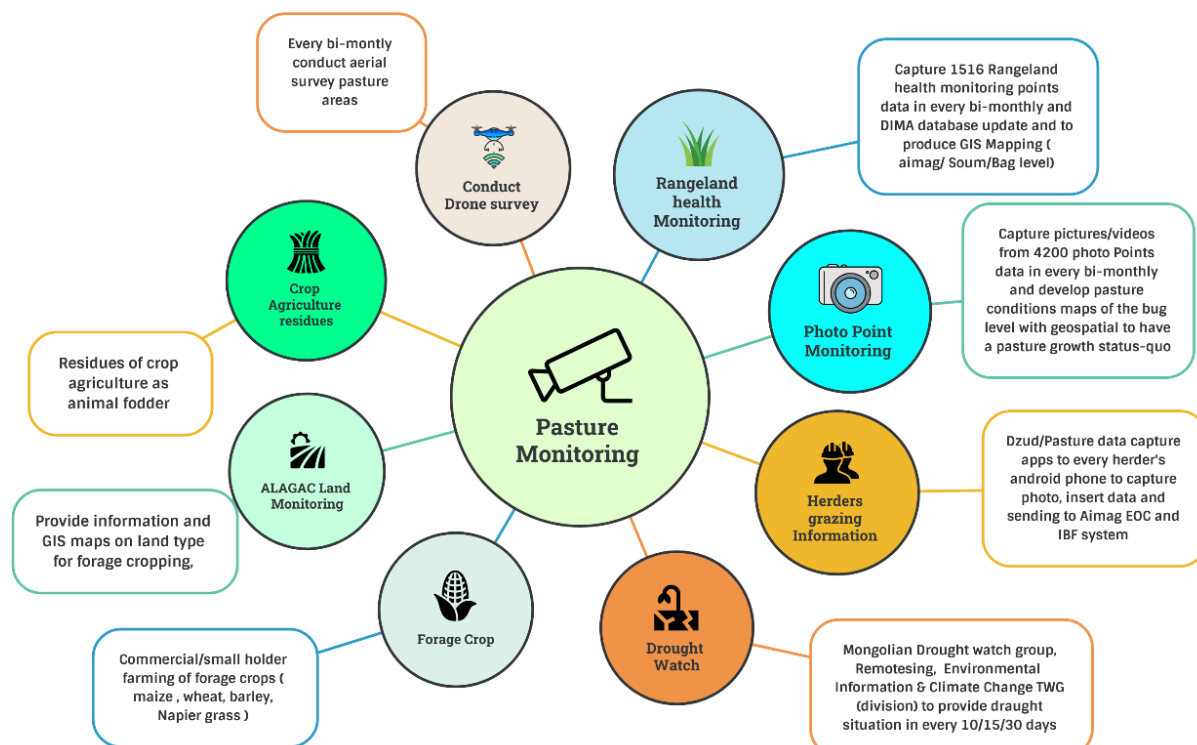 Every bi-montly
conduct aerial
survey pasture
areas
Conduct
Drone survey
Capture 1516 Rangeland
health monitoring points
data in every bi-monthly and
DIMA database update and to
produce GIS Mapping (
aimag/ Soum/Bag level)
Rangeland
health
Monitoring
Capture pictures/videos
from 4200 photo Points
data in every bi-monthly
and develop pasture
conditions maps of the bug
level with geospatial to have
a pasture growth status-quo
Photo Point
Monitoring
Crop
Agriculture
residues
Residues of crop
agriculture as
animal fodder
Pasture
Monitoring
Dzud/Pasture data capture
apps to every herder's
android phone to capture
photo, insert data and
sending to Aimag EOC and
IBF system
Herders
grazing
Information
ALAGAC Land
Monitoring
Provide information and
GIS maps on land type
for forage cropping,
Forage Crop
Commercial/small holder
farming of forage crops (
maize , wheat, barley,
Napier grass )
Drought
Watch
Mongolian Drought watch group,
Remotesing, Environmental
Information & Climate Change TWG
(division) to provide draught
situation in every 10/15/30 days